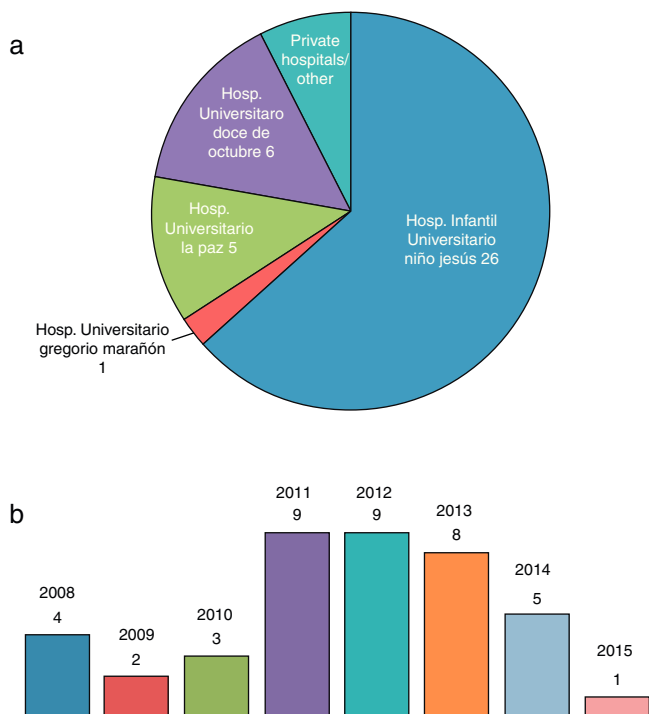 a
Private
hospitals/
other
Hosp.
Universitaro
doce de
octubre 6
Hosp.
Universitario
la paz 5
Hosp. Infantil
Universitario
niño jesús 26
Hosp. Universitario
gregorio marañón
1
b
2008
4
2009
2
2010
3
2011
9
2012
9
2013
8
2014
5
2015
1